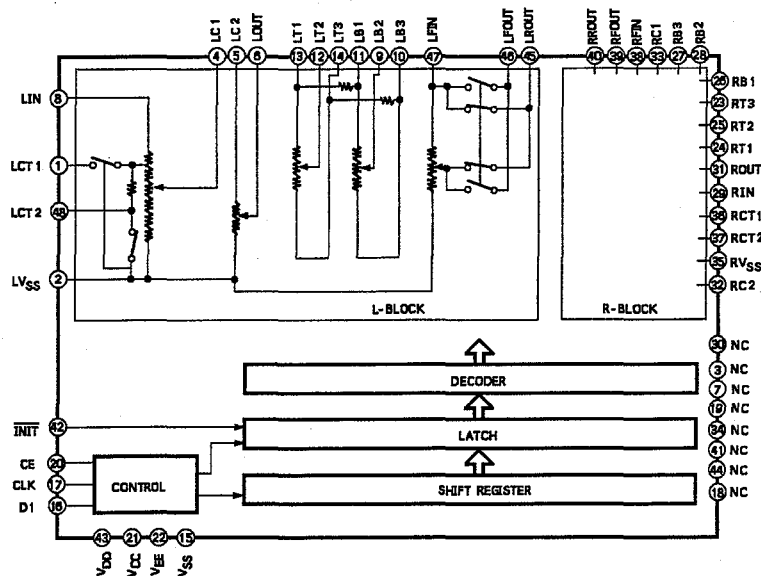 LC1 LC2 LOUT LT1 LT2 LT3 LB1 LB2 LB3 LFIN LFOUT LROUT RROUT RFOUT RFIN RC1 RB3 RB2
4 5 6 13 12 14 11 9 10 47 46 45 40 39 38 33 27 28
LIN 8
LCT1 1
LCT2 48
LVSS 2
L-BLOCK
R-BLOCK
26 RB1
23 RT3
25 RT2
24 RT1
31 ROUT
29 RIN
36 RCT1
37 RCT2
35 RVSS
32 RC2
30 NC
3 NC
7 NC
19 NC
34 NC
41 NC
44 NC
18 NC
DECODER
LATCH
SHIFT REGISTER
INIT 42
CE 20
CLK 17
D1 16
CONTROL
43 21 22 15
VDD VCC VEE VSS